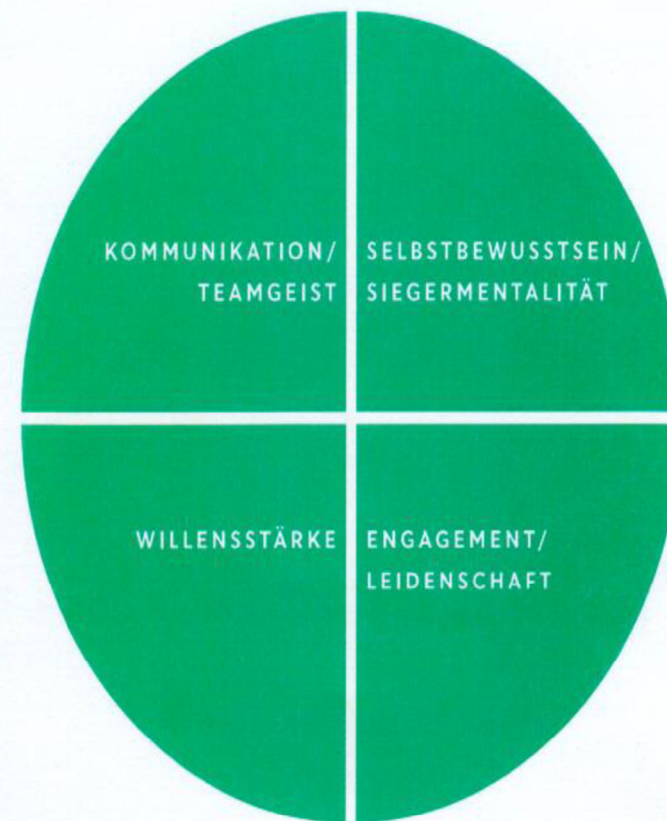 KOMMUNIKATION/
TEAMGEIST
SELBSTBEWUSSTSEIN/
SIEGERMENTALITÄT
WILLENSSTÄRKE
ENGAGEMENT/
LEIDENSCHAFT